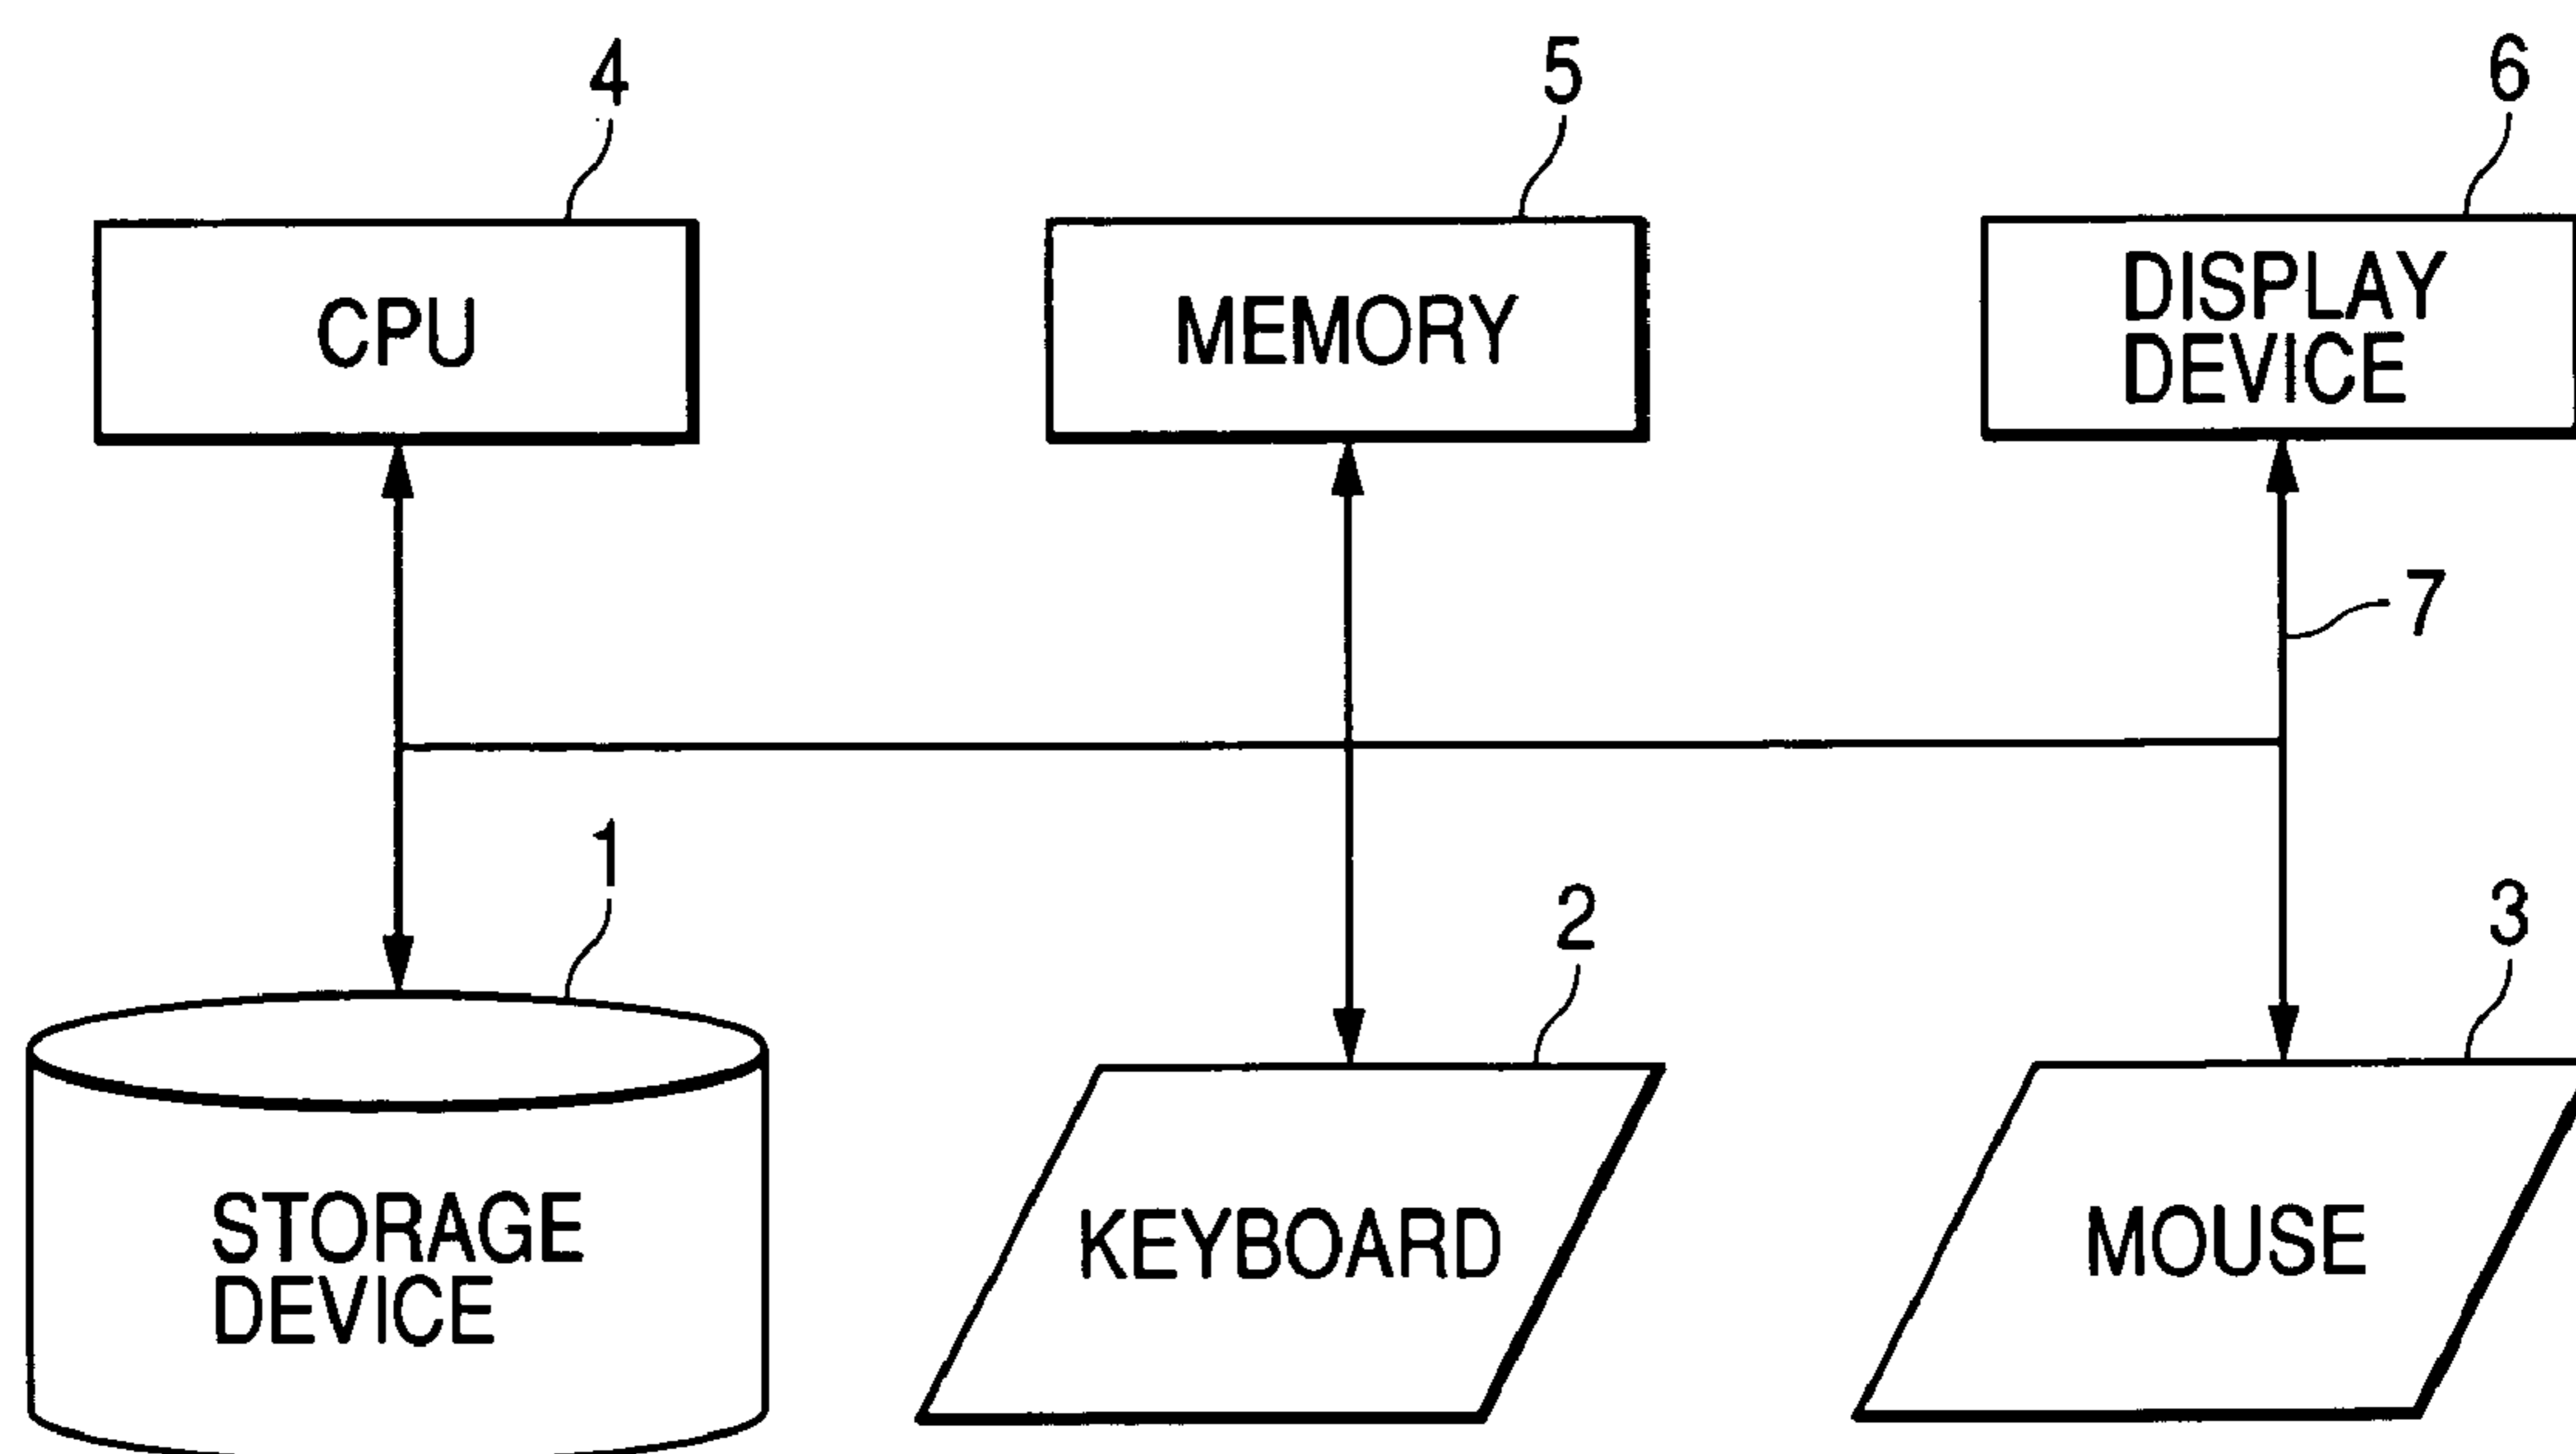 4
5
6
CPU
MEMORY
DISPLAY
DEVICE
7
1
2
3
STORAGE
DEVICE
KEYBOARD
MOUSE